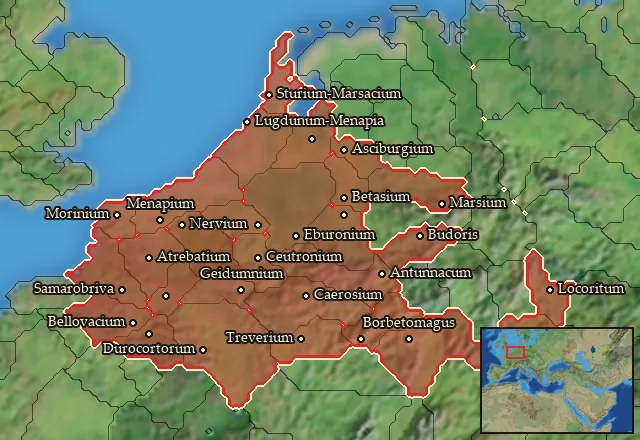 Sturium-Marsacium
Lugdunum-Menapia
Asciburgium
Betasium
Marsium
Menapium
Morinium
Nervium
Eburonium
Budoris
Atrebatium
Ceutronium
Geidumnium
Antunnacum
Samarobriva
Caerosium
Locoritum
Bellovacium
Borbetomagus
Treverium
Durocortorum